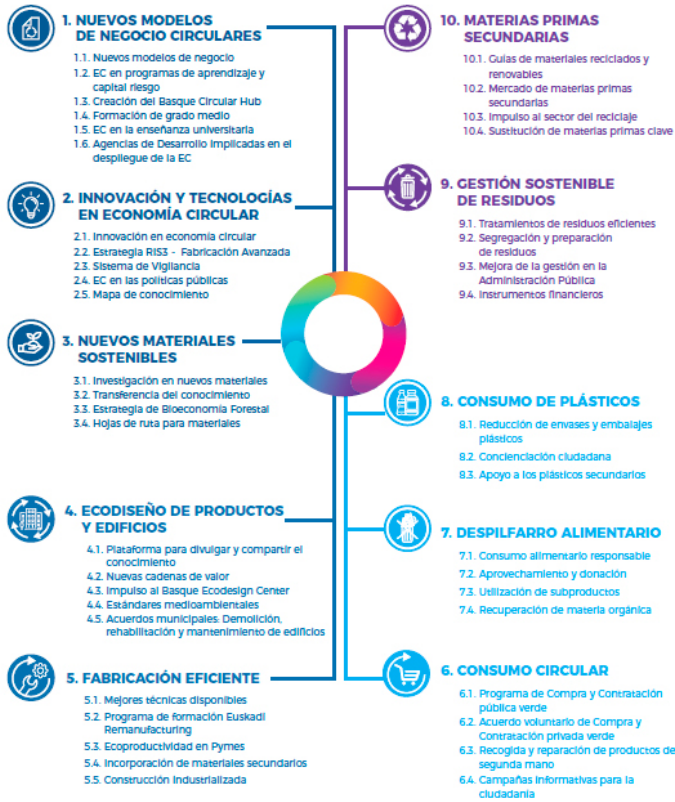 1. NUEVOS MODELOS
DE NEGOCIO CIRCULARES
1.1. Nuevos modelos de negocio
1.2. EC en programas de aprendizaje y
capital riesgo
1.3. Creación del Basque Circular Hub
1.4. Formación de grado medio
1.5. EC en la enseñanza universitaria
1.6. Agencias de Desarrollo implicadas en el
despliegue de la EC
2. INNOVACIÓN Y TECNOLOGÍAS
EN ECONOMÍA CIRCULAR
2.1. Innovación en economía circular
2.2. Estrategia RIS3 - Fabricación Avanzada
2.3. Sistema de Vigilancia
2.4. EC en las políticas públicas
2.5. Mapa de conocimiento
3. NUEVOS MATERIALES
SOSTENIBLES
3.1. Investigación en nuevos materiales
3.2. Transferencia del conocimiento
3.3. Estrategia de Bioeconomía Forestal
3.4. Hojas de ruta para materiales
4. ECODISEÑO DE PRODUCTOS
Y EDIFICIOS
4.1. Plataforma para divulgar y compartir el
conocimiento
4.2. Nuevas cadenas de valor
4.3. Impulso al Basque Ecodesign Center
4.4. Estándares medioambientales
4.5. Acuerdos municipales: Demolición,
rehabilitación y mantenimiento de edificios
5. FABRICACIÓN EFICIENTE
5.1. Mejores técnicas disponibles
5.2. Programa de formación Euskadi
Remanufacturing
5.3. Ecoproductividad en Pymes
5.4. Incorporación de materiales secundarios
5.5. Construcción Industrializada
10. MATERIAS PRIMAS
SECUNDARIAS
10.1. Guías de materiales reciclados y
renovables
10.2. Mercado de materias primas
secundarias
10.3. Impulso al sector del reciclaje
10.4. Sustitución de materias primas clave
9. GESTIÓN SOSTENIBLE
DE RESIDUOS
9.1. Tratamientos de residuos eficientes
9.2. Segregación y preparación
de residuos
9.3. Mejora de la gestión en la
Administración Pública
9.4. Instrumentos financieros
8. CONSUMO DE PLÁSTICOS
8.1. Reducción de envases y embalajes
plásticos
8.2. Concienciación ciudadana
8.3. Apoyo a los plásticos secundarios
7. DESPILFARRO ALIMENTARIO
7.1. Consumo alimentario responsable
7.2. Aprovechamiento y donación
7.3. Utilización de subproductos
7.4. Recuperación de materia orgánica
6. CONSUMO CIRCULAR
6.1. Programa de Compra y Contratación
pública verde
6.2. Acuerdo voluntario de Compra y
Contratación privada verde
6.3. Recogida y reparación de productos de
segunda mano
6.4. Campañas informativas para la
ciudadanía